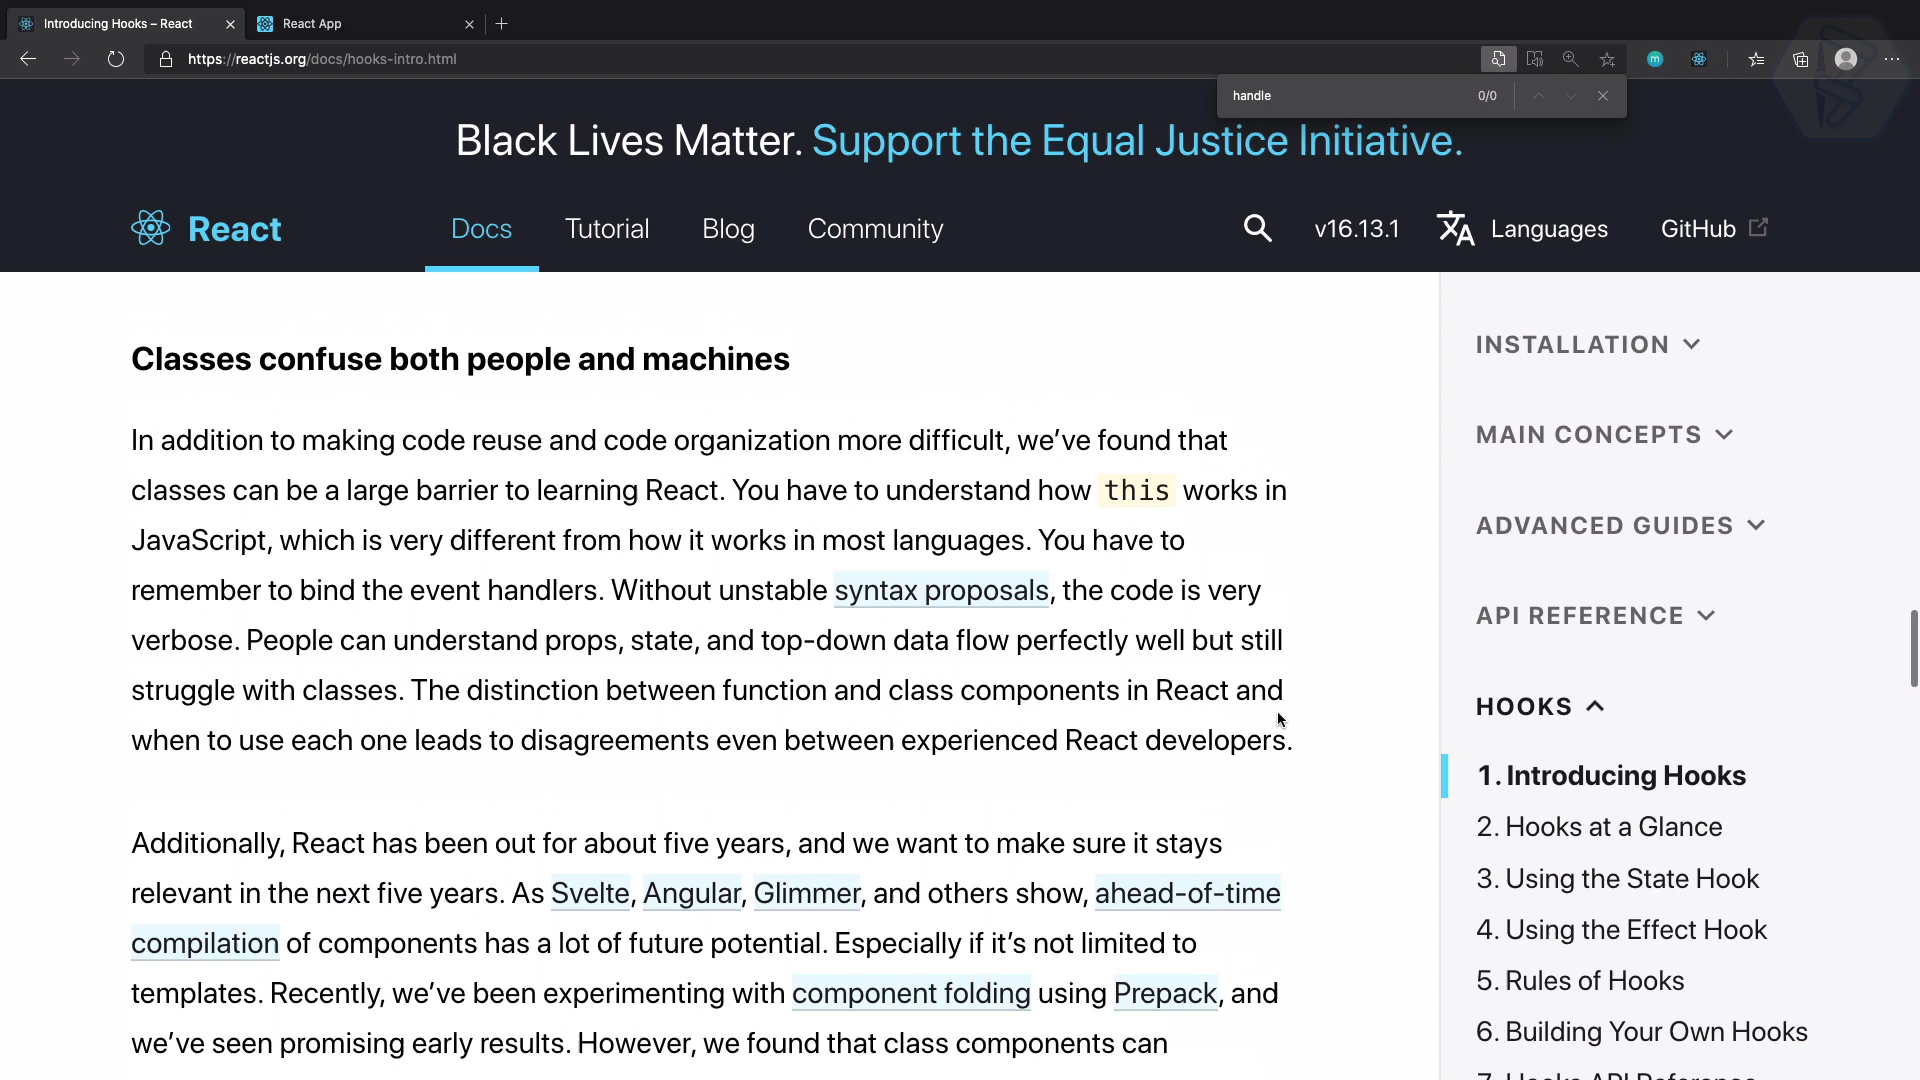 Introducing Hooks – React
React App
https://reactjs.org/docs/hooks-intro.html
m
handle 0/0
Black Lives Matter. Support the Equal Justice Initiative.
React
Docs
Tutorial
Blog
Community
v16.13.1
Languages
GitHub
Classes confuse both people and machines
In addition to making code reuse and code organization more difficult, we’ve found that
classes can be a large barrier to learning React. You have to understand how this works in
JavaScript, which is very different from how it works in most languages. You have to
remember to bind the event handlers. Without unstable syntax proposals, the code is very
verbose. People can understand props, state, and top-down data flow perfectly well but still
struggle with classes. The distinction between function and class components in React and
when to use each one leads to disagreements even between experienced React developers.
Additionally, React has been out for about five years, and we want to make sure it stays
relevant in the next five years. As Svelte, Angular, Glimmer, and others show, ahead-of-time
compilation of components has a lot of future potential. Especially if it’s not limited to
templates. Recently, we’ve been experimenting with component folding using Prepack, and
we’ve seen promising early results. However, we found that class components can
INSTALLATION
MAIN CONCEPTS
ADVANCED GUIDES
API REFERENCE
HOOKS
1. Introducing Hooks
2. Hooks at a Glance
3. Using the State Hook
4. Using the Effect Hook
5. Rules of Hooks
6. Building Your Own Hooks
7. Hooks API Reference